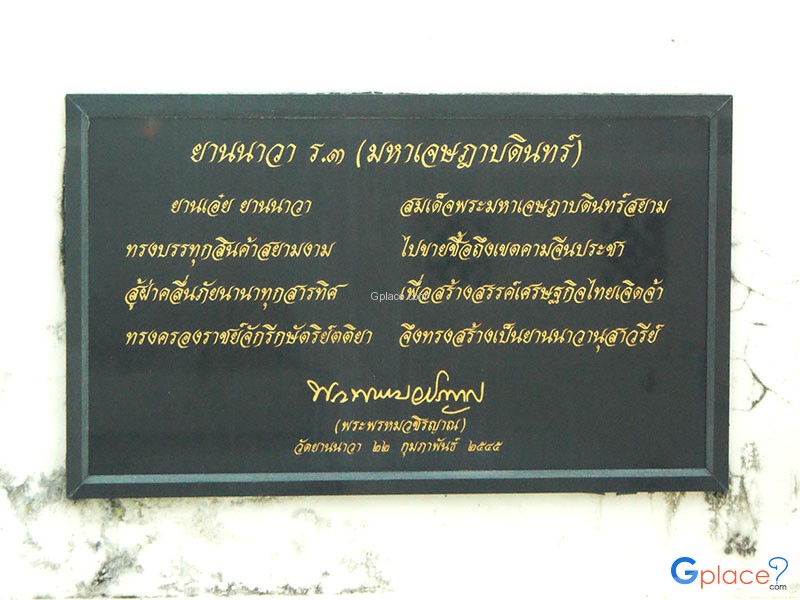 ยานนาวา ร.๓ (มหาเจษฎาบดินทร์)
ยานเอ๋ย ยานนาวา สมเด็จพระมหาเจษฎาบดินทร์สยาม
ทรงบรรทุกสินค้าสยามงาม ไปขายซื้อถึงเขตคามจีนประชา
สู้ฝ่าคลื่นภัยนานาทุกสารทิศ เพื่อสร้างสรรค์เศรษฐกิจไทยเจิดจ้า
ทรงครองราชย์จักรีกษัตริย์ตติยา จึงทรงสร้างเป็นยานนาวานุสาวรีย์
(พระพรหมวชิรญาณ)
วัดยานนาวา ๒๒ กุมภาพันธ์ ๒๕๔๕
Gplace.com